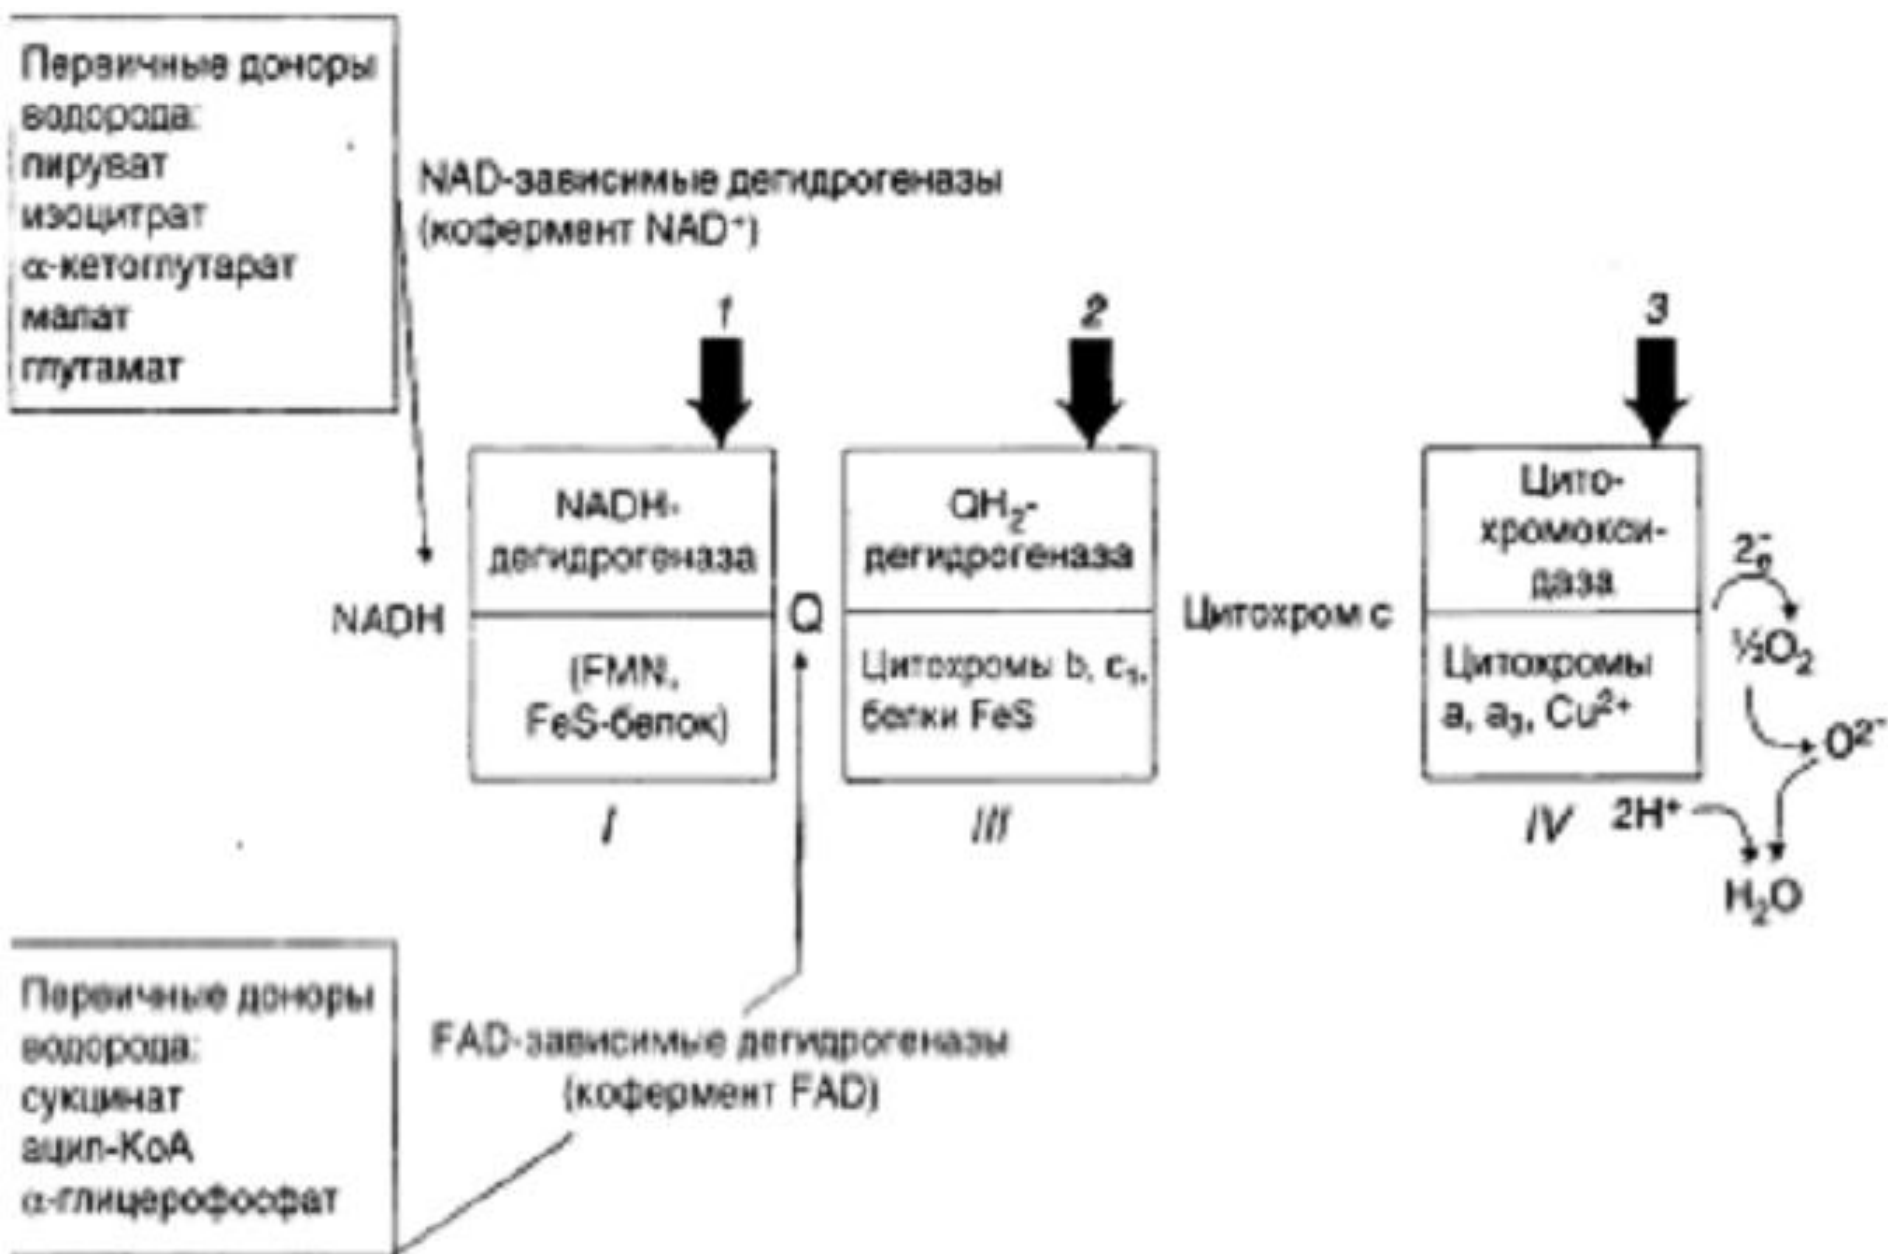 Первичные доноры
водорода:
пируват
изоцитрат
α-кетоглутарат
малат
глутамат
NAD-зависимые дегидрогеназы
(кофермент NAD⁺)
1
2
3
NADH
NADH-
дегидрогеназа
(FMN,
FeS-белок)
I
Q
QH₂-
дегидрогеназа
Цитохромы b, c₁,
белки FeS
III
Цитохром c
Цито-
хромокси-
даза
Цитохромы
a, a₃, Cu²⁺
IV
2e⁻
½O₂
O²⁻
2H⁺
H₂O
Первичные доноры
водорода:
сукцинат
ацил-КоА
α-глицерофосфат
FAD-зависимые дегидрогеназы
(кофермент FAD)